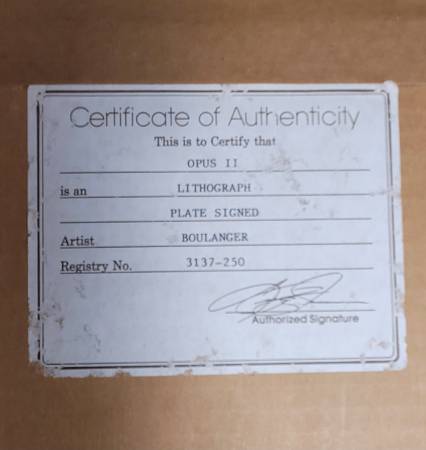 Certificate of Authenticity
This is to Certify that
OPUS II
is an LITHOGRAPH
PLATE SIGNED
Artist BOULANGER
Registry No. 3137-250
Authorized Signature